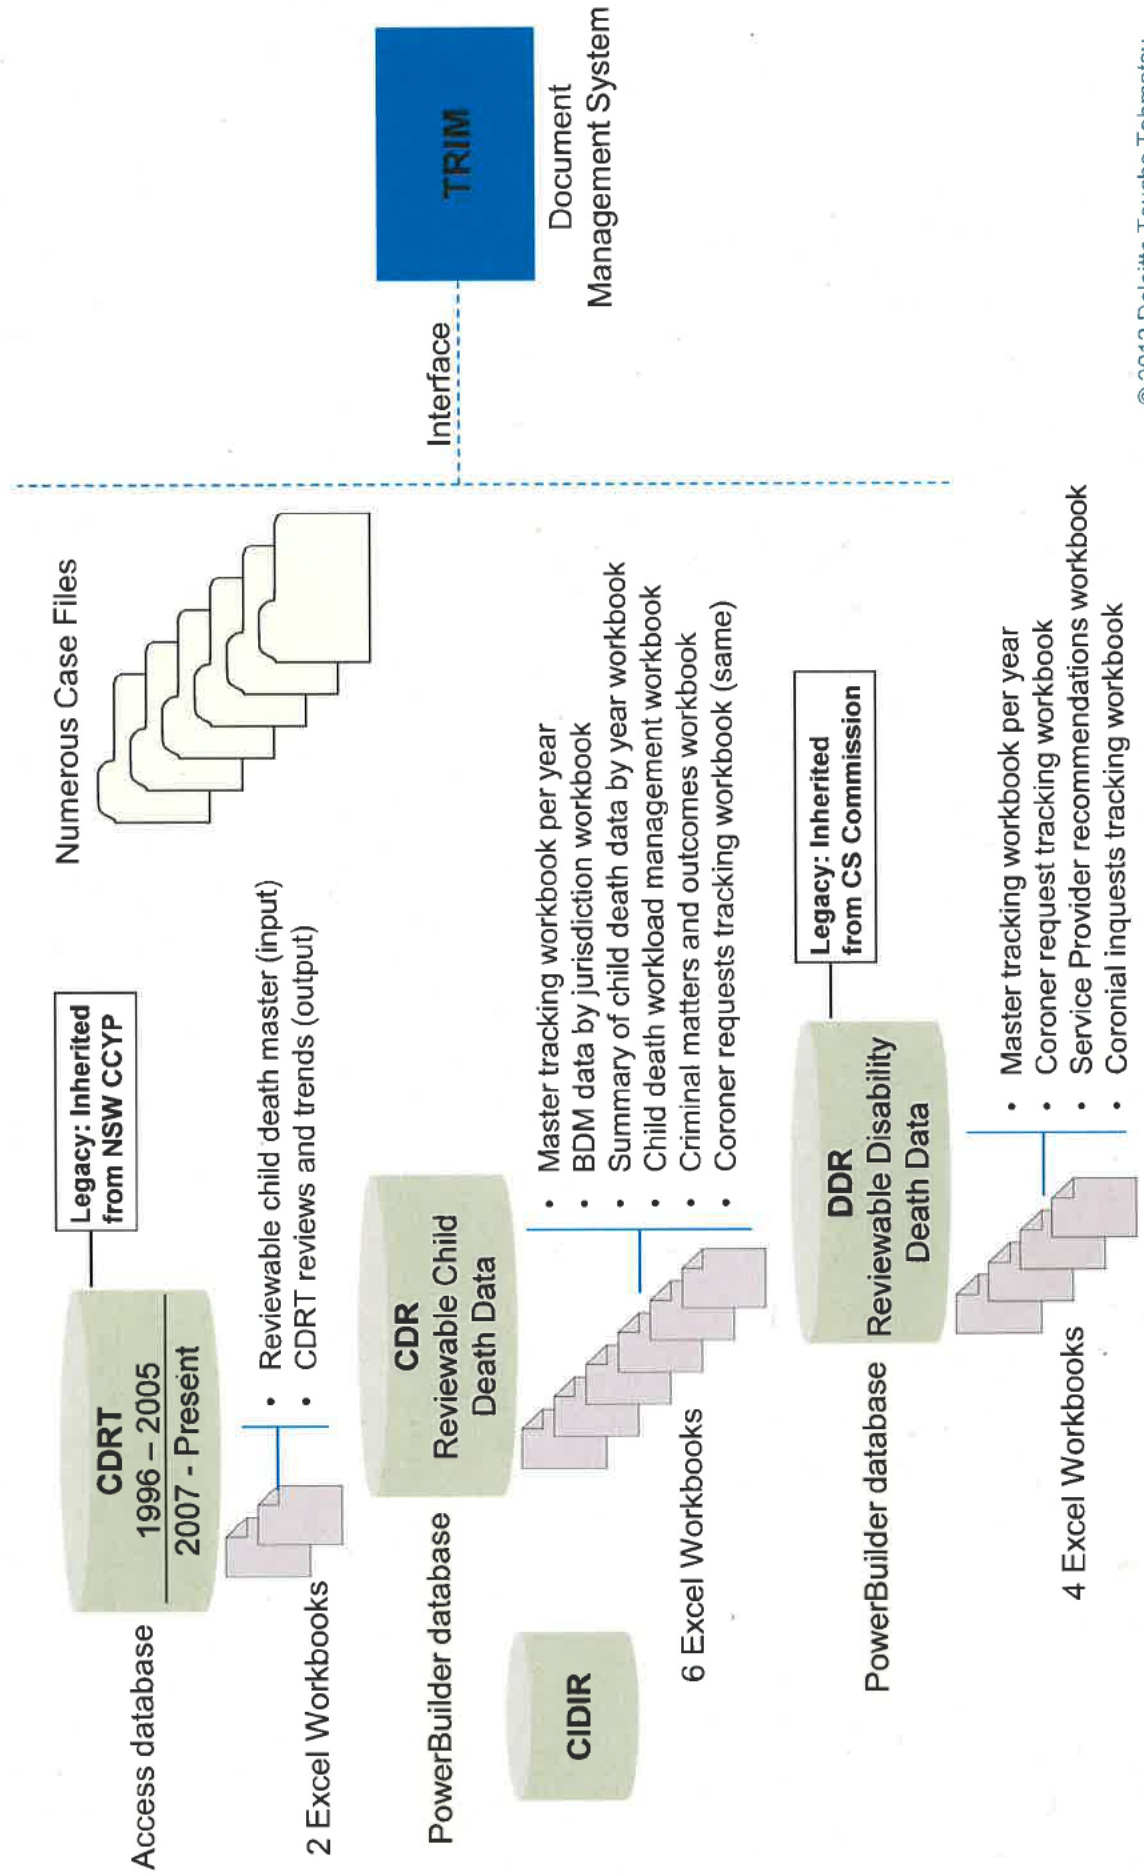 Access database
CDRT
1996 – 2005
2007 - Present
Legacy: Inherited
from NSW CCYP
2 Excel Workbooks
• Reviewable child death master (input)
• CDRT reviews and trends (output)
Numerous Case Files
PowerBuilder database
CDR
Reviewable Child
Death Data
CIDIR
6 Excel Workbooks
• Master tracking workbook per year
• BDM data by jurisdiction workbook
• Summary of child death data by year workbook
• Child death workload management workbook
• Criminal matters and outcomes workbook
• Coroner requests tracking workbook (same)
PowerBuilder database
DDR
Reviewable Disability
Death Data
Legacy: Inherited
from CS Commission
4 Excel Workbooks
• Master tracking workbook per year
• Coroner request tracking workbook
• Service Provider recommendations workbook
• Coronial inquests tracking workbook
Interface
TRIM
Document
Management System
Deloitte Touche Tohmatsu